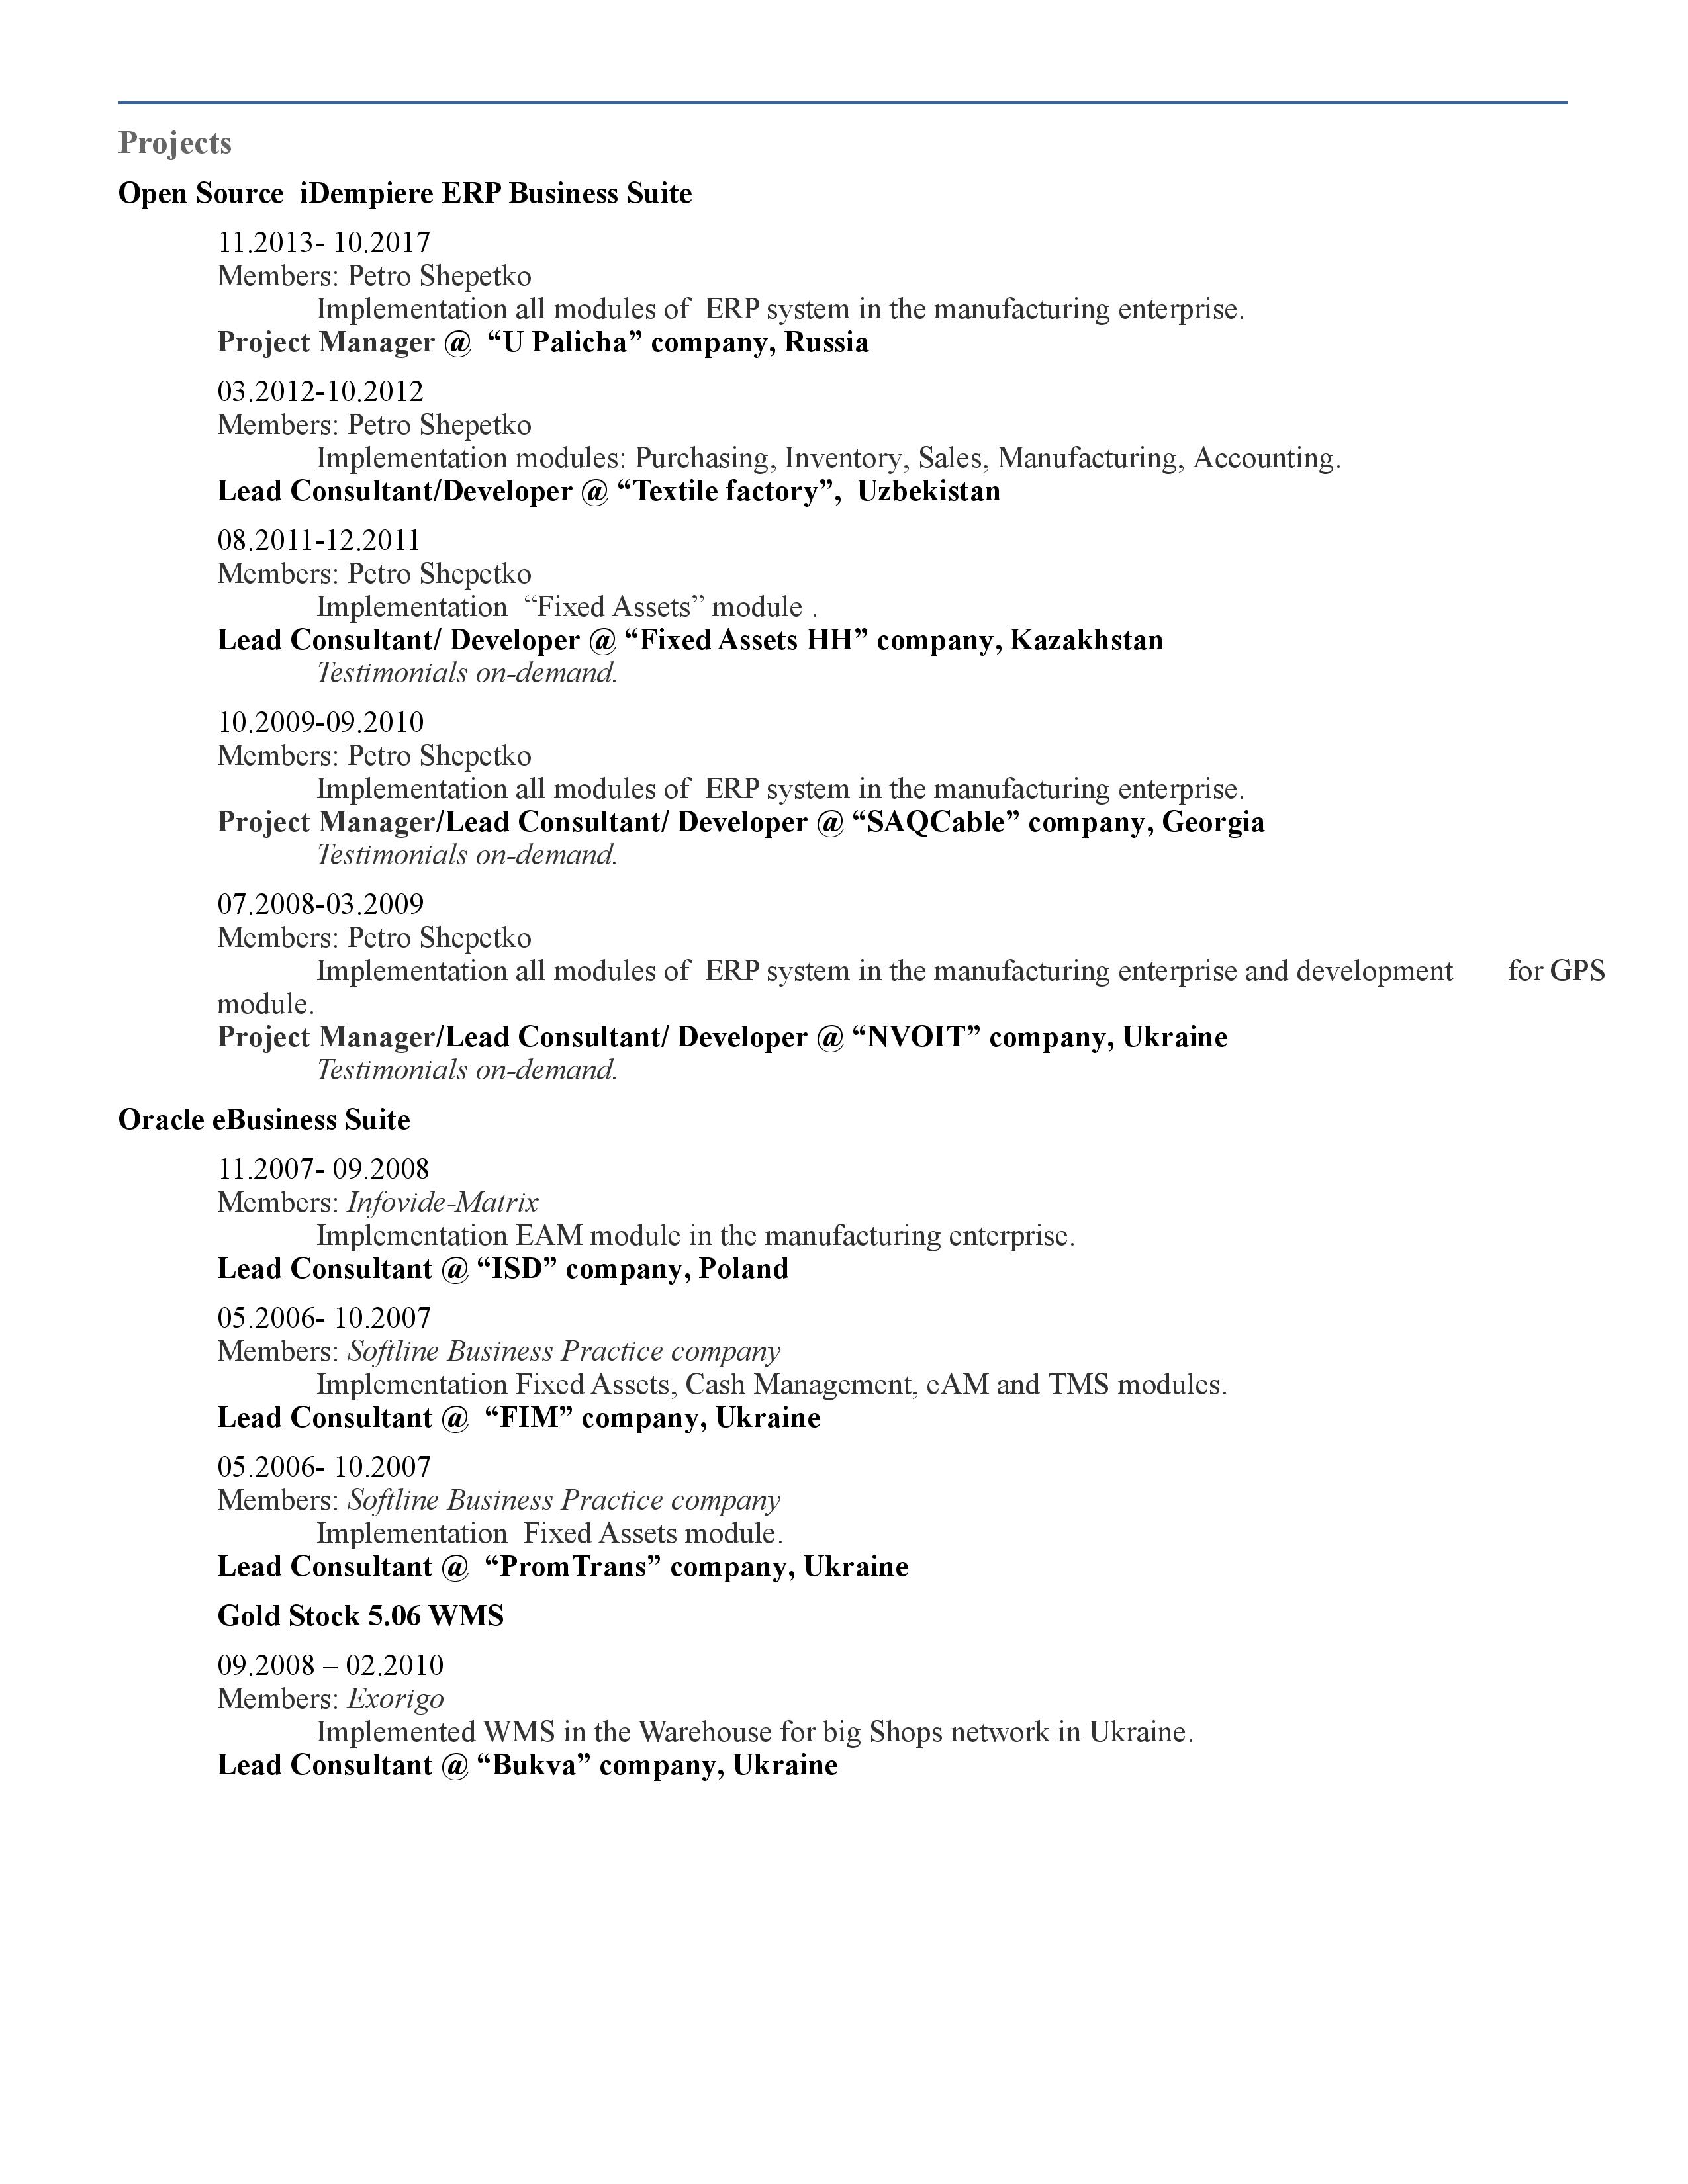 Projects
Open Source  iDempiere ERP Business Suite
11.2013- 10.2017
Members: Petro Shepetko
Implementation all modules of  ERP system in the manufacturing enterprise.
Project Manager @  “U Palicha” company, Russia
03.2012-10.2012
Members: Petro Shepetko
Implementation modules: Purchasing, Inventory, Sales, Manufacturing, Accounting.
Lead Consultant/Developer @ “Textile factory”,  Uzbekistan
08.2011-12.2011
Members: Petro Shepetko
Implementation  “Fixed Assets” module .
Lead Consultant/ Developer @ “Fixed Assets HH” company, Kazakhstan
Testimonials on-demand.
10.2009-09.2010
Members: Petro Shepetko
Implementation all modules of  ERP system in the manufacturing enterprise.
Project Manager/Lead Consultant/ Developer @ “SAQCable” company, Georgia
Testimonials on-demand.
07.2008-03.2009
Members: Petro Shepetko
Implementation all modules of  ERP system in the manufacturing enterprise and development for GPS
module.
Project Manager/Lead Consultant/ Developer @ “NVOIT” company, Ukraine
Testimonials on-demand.
Oracle eBusiness Suite
11.2007- 09.2008
Members: Infovide-Matrix
Implementation EAM module in the manufacturing enterprise.
Lead Consultant @ “ISD” company, Poland
05.2006- 10.2007
Members: Softline Business Practice company
Implementation Fixed Assets, Cash Management, eAM and TMS modules.
Lead Consultant @  “FIM” company, Ukraine
05.2006- 10.2007
Members: Softline Business Practice company
Implementation  Fixed Assets module.
Lead Consultant @  “PromTrans” company, Ukraine
Gold Stock 5.06 WMS
09.2008 – 02.2010
Members: Exorigo
Implemented WMS in the Warehouse for big Shops network in Ukraine.
Lead Consultant @ “Bukva” company, Ukraine